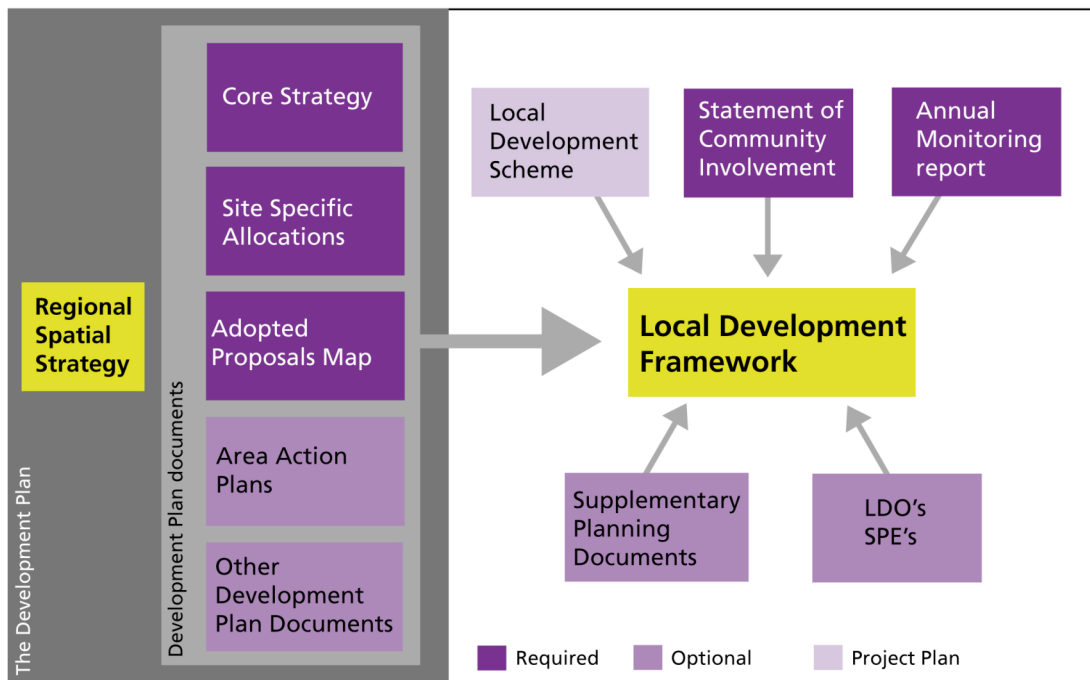 The Development Plan
Regional
Spatial
Strategy
Development Plan documents
Core Strategy
Site Specific
Allocations
Adopted
Proposals Map
Area Action
Plans
Other
Development
Plan Documents
Local
Development
Scheme
Statement of
Community
Involvement
Annual
Monitoring
report
Local Development
Framework
Supplementary
Planning
Documents
LDO's
SPE's
Required
Optional
Project Plan